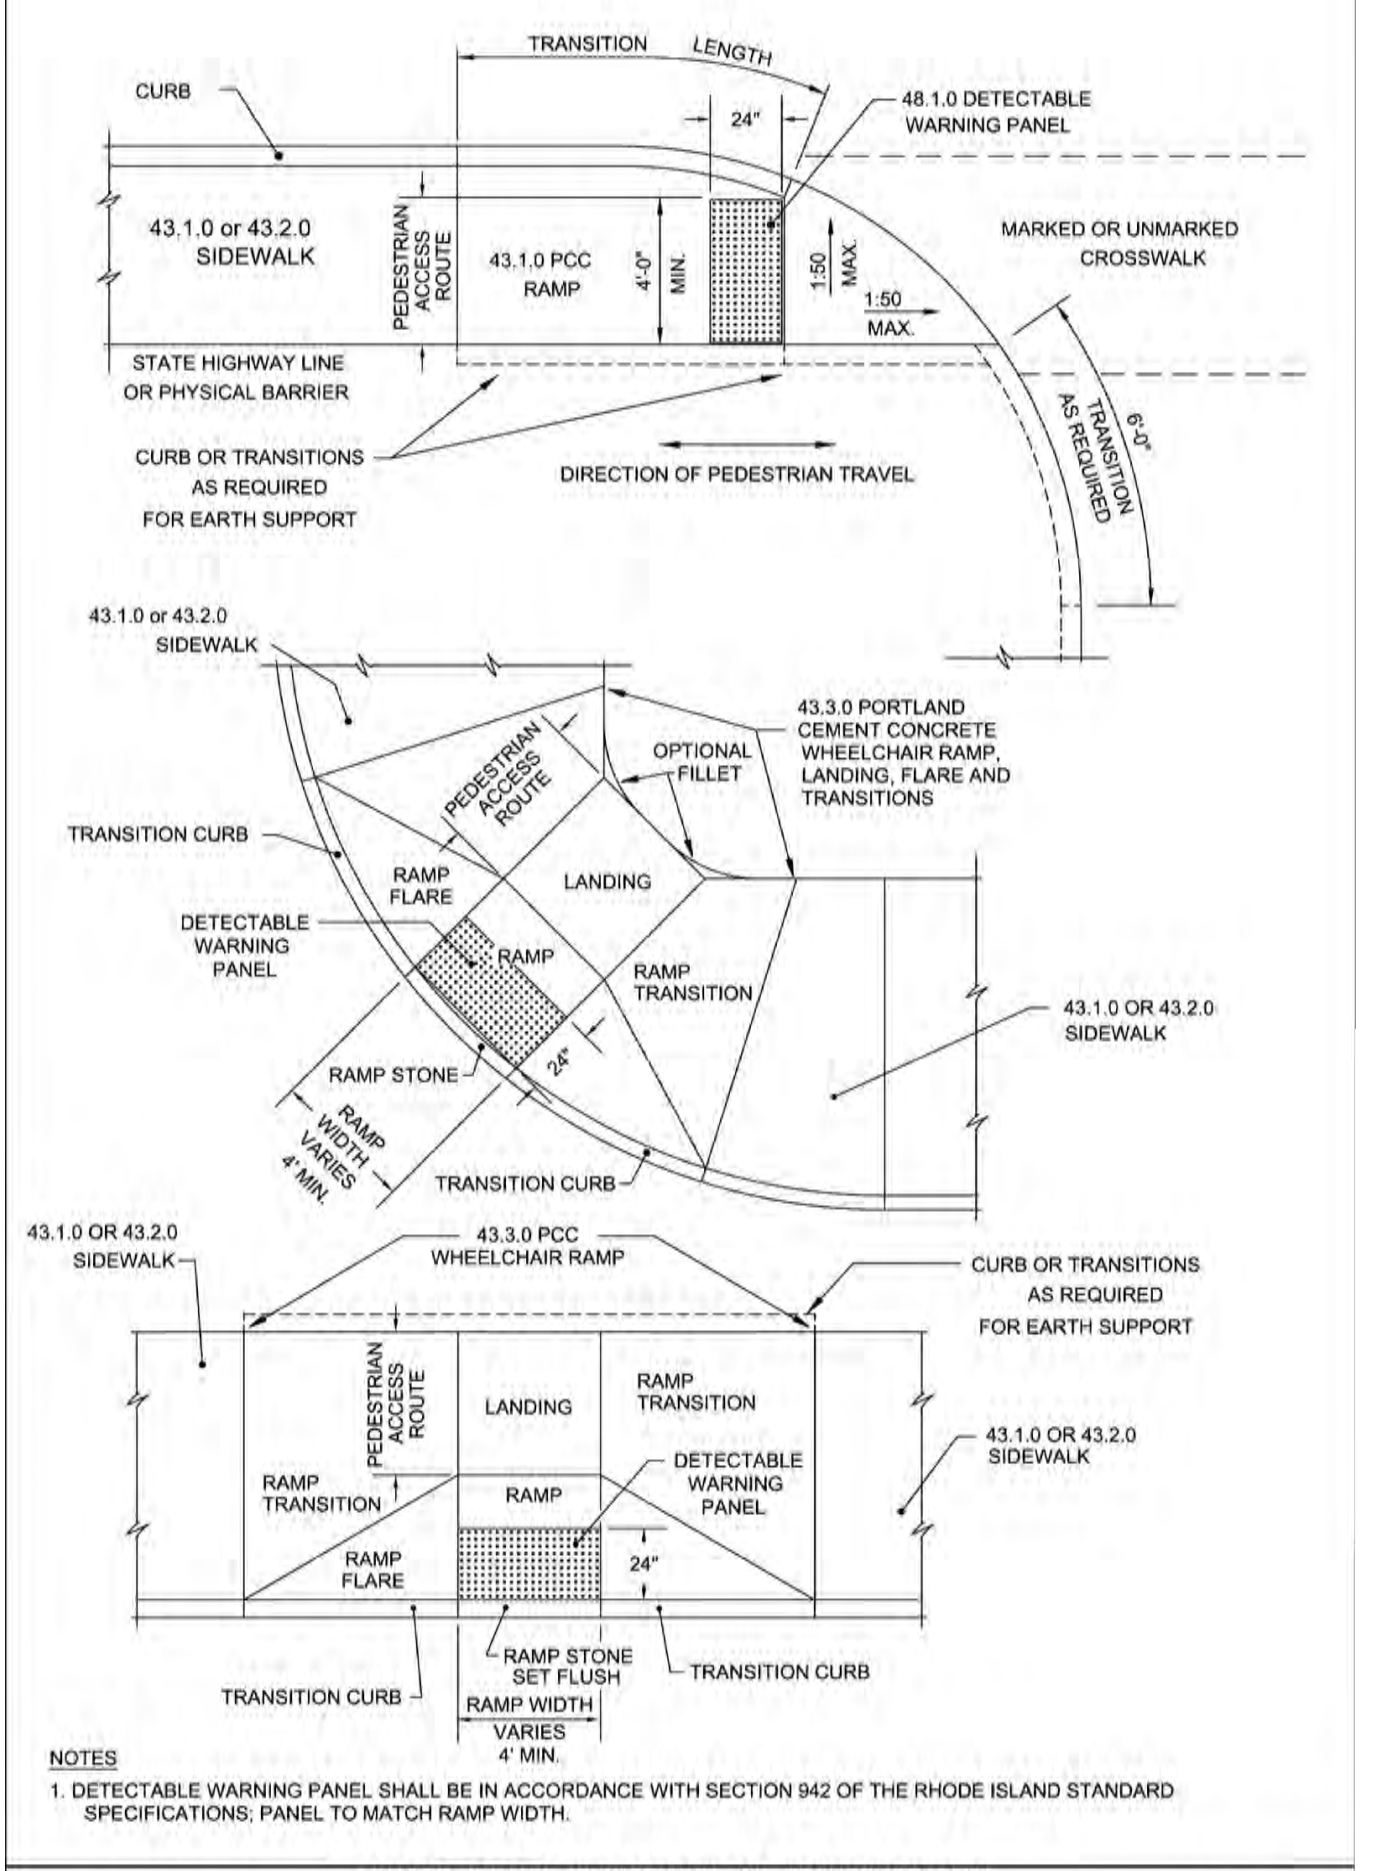 TRANSITION LENGTH
CURB
24"
48.1.0 DETECTABLE
WARNING PANEL
43.1.0 or 43.2.0
SIDEWALK
PEDESTRIAN
ACCESS
ROUTE
43.1.0 PCC
RAMP
4'-0"
MIN.
1:50
MAX.
1:50
MAX.
MARKED OR UNMARKED
CROSSWALK
STATE HIGHWAY LINE
OR PHYSICAL BARRIER
6'-0"
TRANSITION
AS REQUIRED
CURB OR TRANSITIONS
AS REQUIRED
FOR EARTH SUPPORT
DIRECTION OF PEDESTRIAN TRAVEL
43.1.0 or 43.2.0
SIDEWALK
PEDESTRIAN
ACCESS
ROUTE
OPTIONAL
FILLET
43.3.0 PORTLAND
CEMENT CONCRETE
WHEELCHAIR RAMP,
LANDING, FLARE AND
TRANSITIONS
TRANSITION CURB
RAMP
FLARE
LANDING
DETECTABLE
WARNING
PANEL
RAMP
RAMP
TRANSITION
43.1.0 OR 43.2.0
SIDEWALK
24"
RAMP STONE
RAMP
WIDTH
VARIES
4' MIN.
TRANSITION CURB
43.1.0 OR 43.2.0
SIDEWALK
43.3.0 PCC
WHEELCHAIR RAMP
CURB OR TRANSITIONS
AS REQUIRED
FOR EARTH SUPPORT
PEDESTRIAN
ACCESS
ROUTE
LANDING
RAMP
TRANSITION
43.1.0 OR 43.2.0
SIDEWALK
DETECTABLE
WARNING
PANEL
RAMP
TRANSITION
RAMP
RAMP
FLARE
24"
RAMP STONE
SET FLUSH
TRANSITION CURB
TRANSITION CURB
RAMP WIDTH
VARIES
4' MIN.
NOTES
1. DETECTABLE WARNING PANEL SHALL BE IN ACCORDANCE WITH SECTION 942 OF THE RHODE ISLAND STANDARD
SPECIFICATIONS; PANEL TO MATCH RAMP WIDTH.